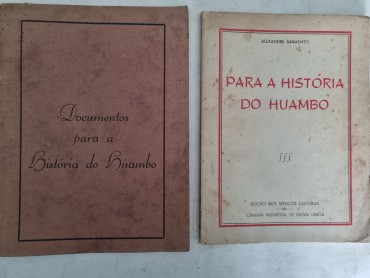 Documentos
para a
História do Huambo
ALEXANDRE SARMENTO
PARA A HISTÓRIA
DO HUAMBO
§§§
EDIÇÃO DOS SERVIÇOS CULTURAIS
CÂMARA MUNICIPAL DE NOVA LISBOA